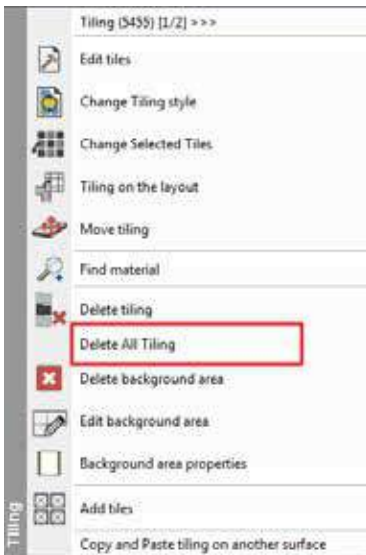 Tiling (5455) [1/2] >>>
Edit tiles
Change Tiling style
Change Selected Tiles
Tiling on the layout
Move tiling
Find material
Delete tiling
Delete All Tiling
Delete background area
Edit background area
Background area properties
Add tiles
Copy and Paste tiling on another surface
Tiling